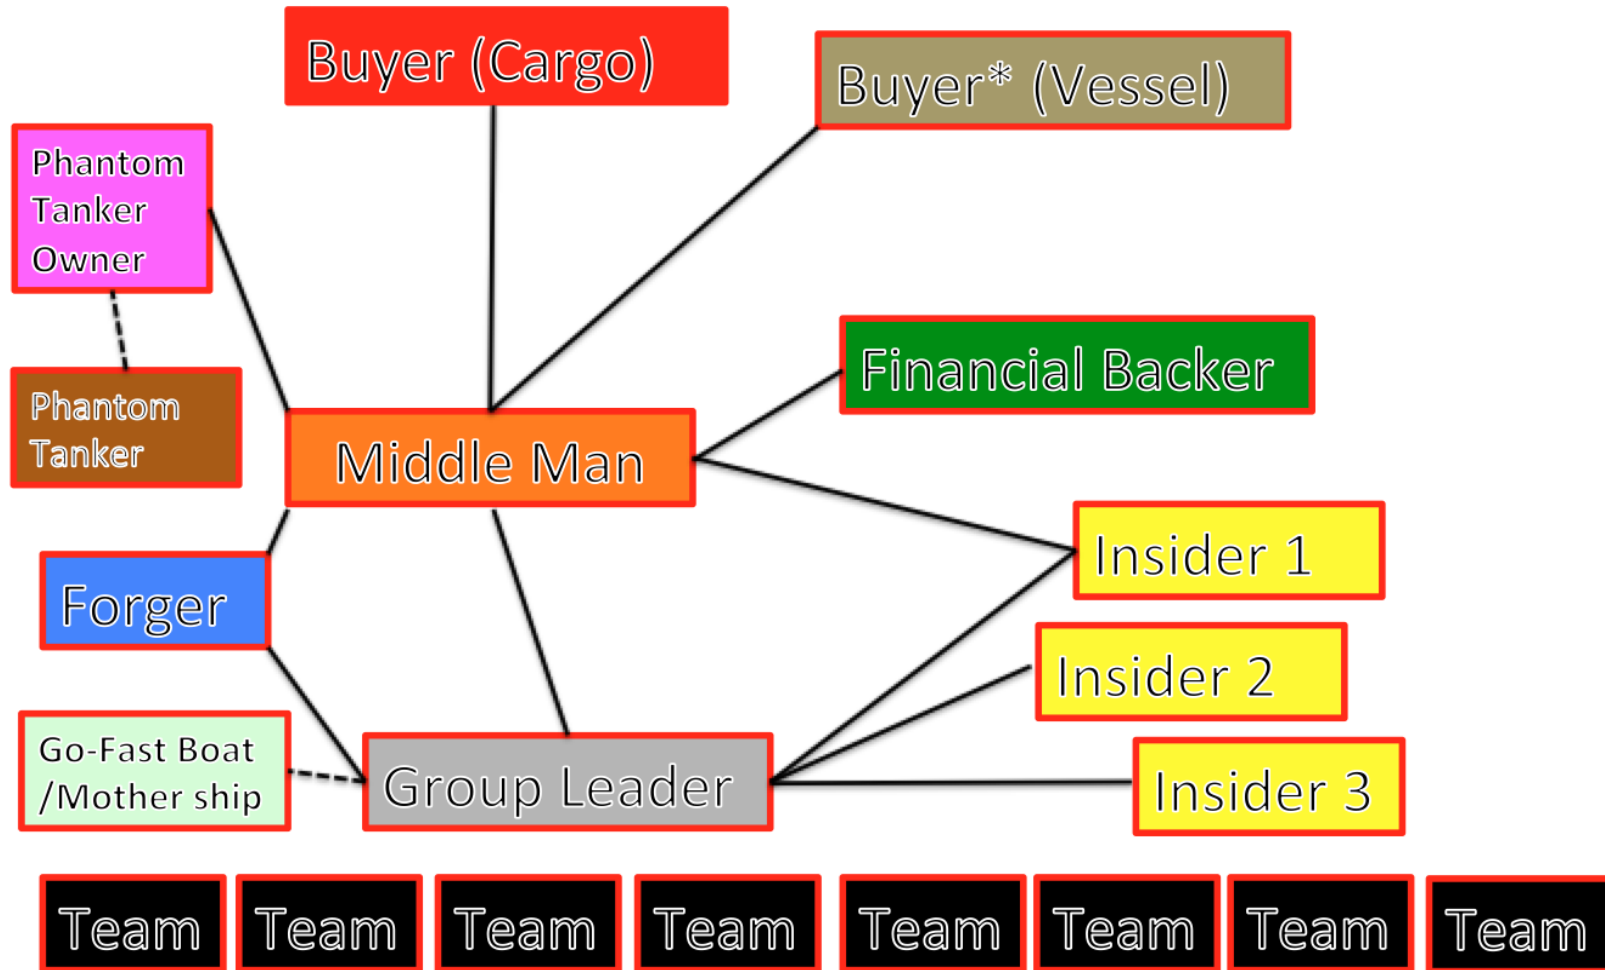 Buyer (Cargo)
Buyer* (Vessel)
Phantom
Tanker
Owner
Financial Backer
Phantom
Tanker
Middle Man
Insider 1
Forger
Insider 2
Go-Fast Boat
/Mother ship
Group Leader
Insider 3
Team
Team
Team
Team
Team
Team
Team
Team